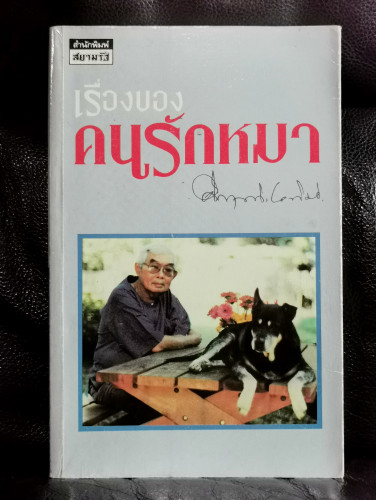 สำนักพิมพ์
สยามรัฐ
เรื่องของ
คนรักหมา